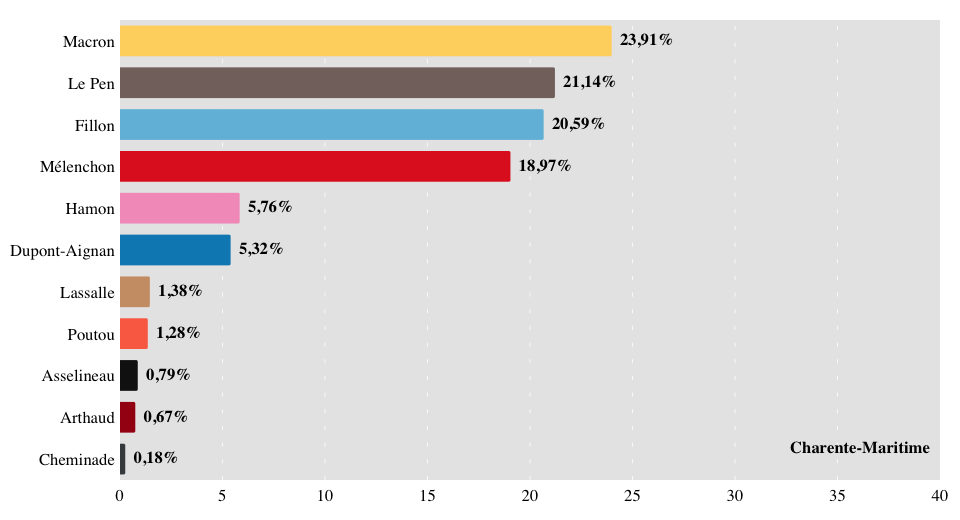 Macron 23,91%
Le Pen 21,14%
Fillon 20,59%
Mélenchon 18,97%
Hamon 5,76%
Dupont-Aignan 5,32%
Lassalle 1,38%
Poutou 1,28%
Asselineau 0,79%
Arthaud 0,67%
Charente-Maritime
Cheminade 0,18%
0 5 10 15 20 25 30 35 40